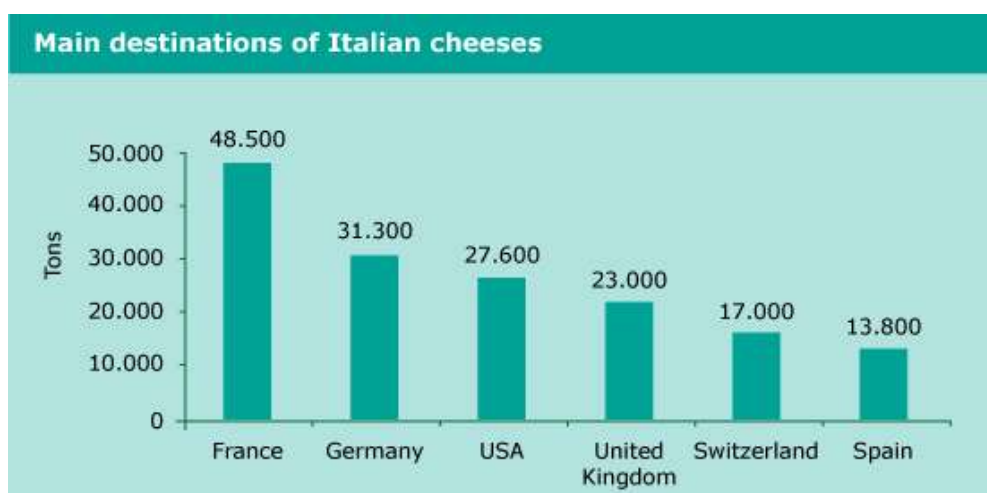 Main destinations of Italian cheeses
Tons
50.000
40.000
30.000
20.000
10.000
0
48.500
31.300
27.600
23.000
17.000
13.800
France
Germany
USA
United
Kingdom
Switzerland
Spain